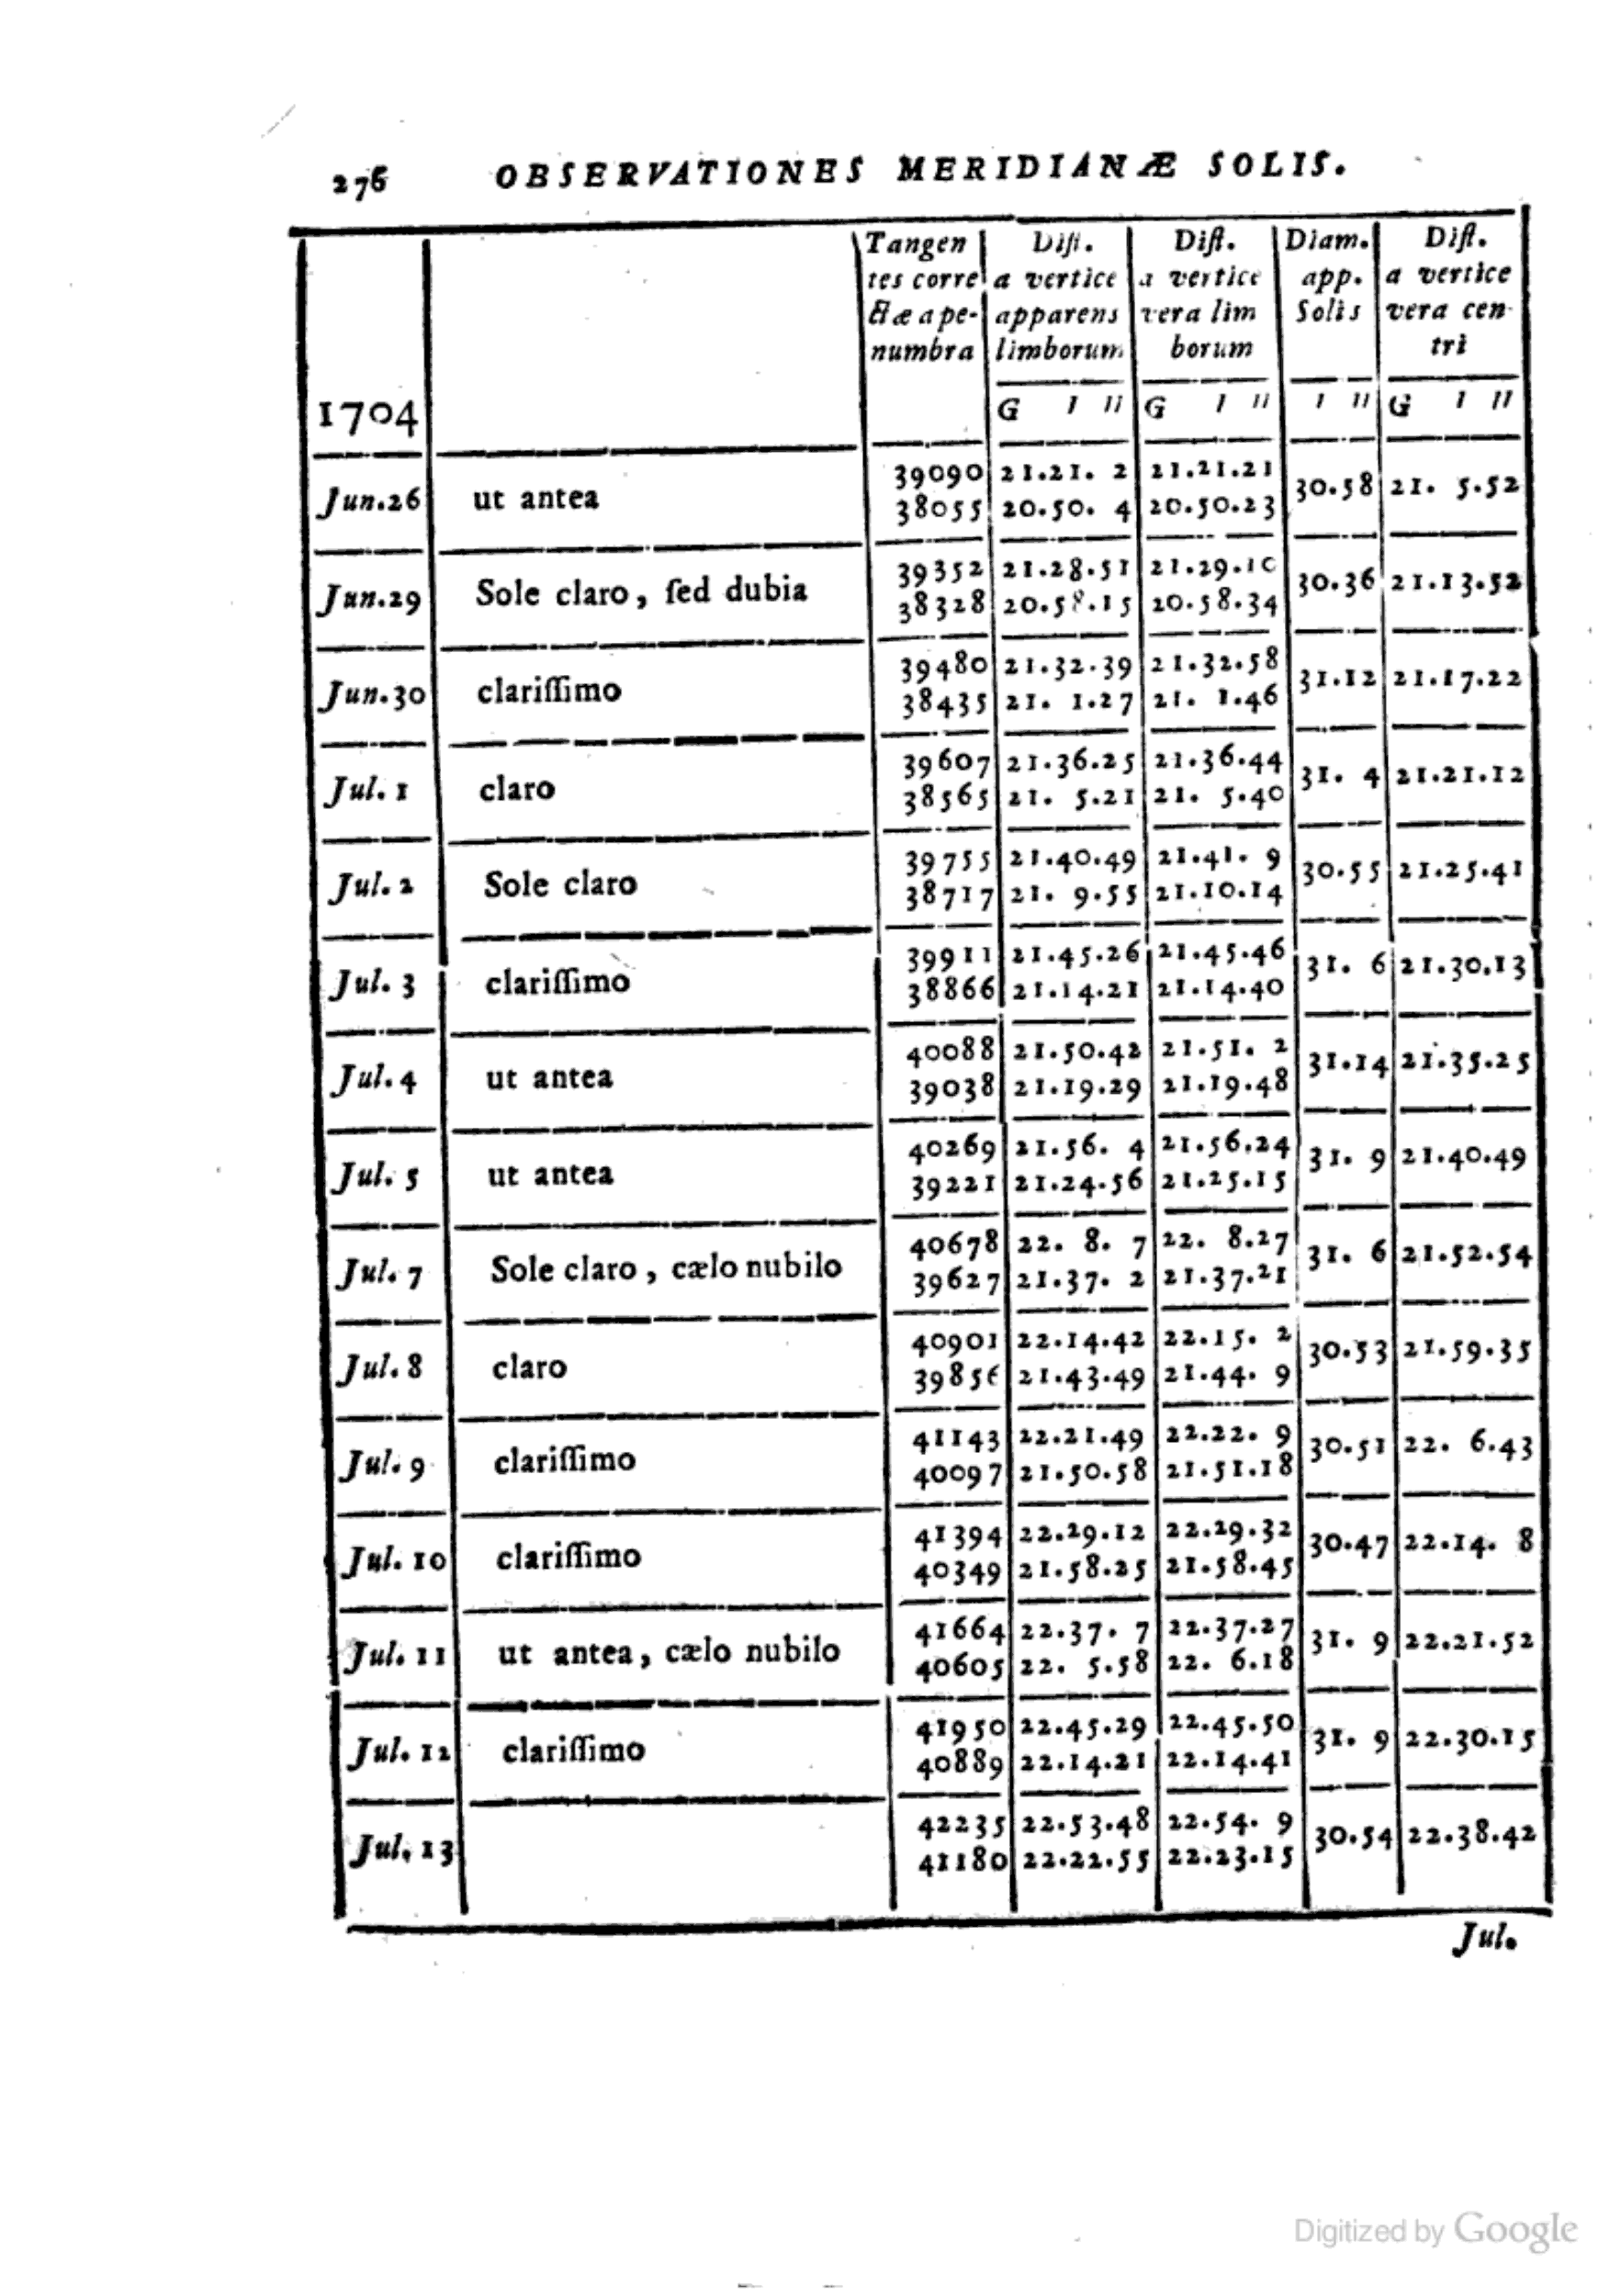 276 OBSERVATIONES MERIDIANÆ SOLIS.
1704
Tangen
tes corre
ctæ a pe-
numbra
Dist.
a vertice
apparens
limborum
G I II
Dist.
a vertice
vera lim
borum
G I II
Diam.
app.
Solis
I II
Dist.
a vertice
vera cen-
tri
G I II
Jun.26 ut antea 39090 21.21. 2 21.21.21 30.58 21. 5.52
38055 20.50. 4 20.50.23
Jun.29 Sole claro, ſed dubia 39352 21.28.51 21.29.10 30.36 21.13.52
38328 20.58.15 20.58.34
Jun.30 clariſſimo 39480 21.32.39 21.32.58 31.12 21.17.22
38435 21. 1.27 21. 1.46
Jul. 1 claro 39607 21.36.25 21.36.44 31. 4 21.21.12
38565 21. 5.21 21. 5.40
Jul. 2 Sole claro 39755 21.40.49 21.41. 9 30.55 21.25.41
38717 21. 9.55 21.10.14
Jul. 3 clariſſimo 39911 21.45.26 21.45.46 31. 6 21.30.13
38866 21.14.21 21.14.40
Jul. 4 ut antea 40088 21.50.42 21.51. 2 31.14 21.35.25
39038 21.19.29 21.19.48
Jul. 5 ut antea 40269 21.56. 4 21.56.24 31. 9 21.40.49
39221 21.24.56 21.25.15
Jul. 7 Sole claro, cælo nubilo 40678 22. 8. 7 22. 8.27 31. 6 21.52.54
39627 21.37. 2 21.37.21
Jul. 8 claro 40901 22.14.42 22.15. 2 30.53 21.59.35
39856 21.43.49 21.44. 9
Jul. 9 clariſſimo 41143 22.21.49 22.22. 9 30.51 22. 6.43
40097 21.50.58 21.51.18
Jul. 10 clariſſimo 41394 22.29.12 22.29.32 30.47 22.14. 8
40349 21.58.25 21.58.45
Jul. 11 ut antea, cælo nubilo 41664 22.37. 7 22.37.27 31. 9 22.21.52
40605 22. 5.58 22. 6.18
Jul. 12 clariſſimo 41950 22.45.29 22.45.50 31. 9 22.30.15
40889 22.14.21 22.14.41
Jul. 13 42235 22.53.48 22.54. 9 30.54 22.38.42
41180 22.22.55 22.23.15
Jul.
Digitized by Google